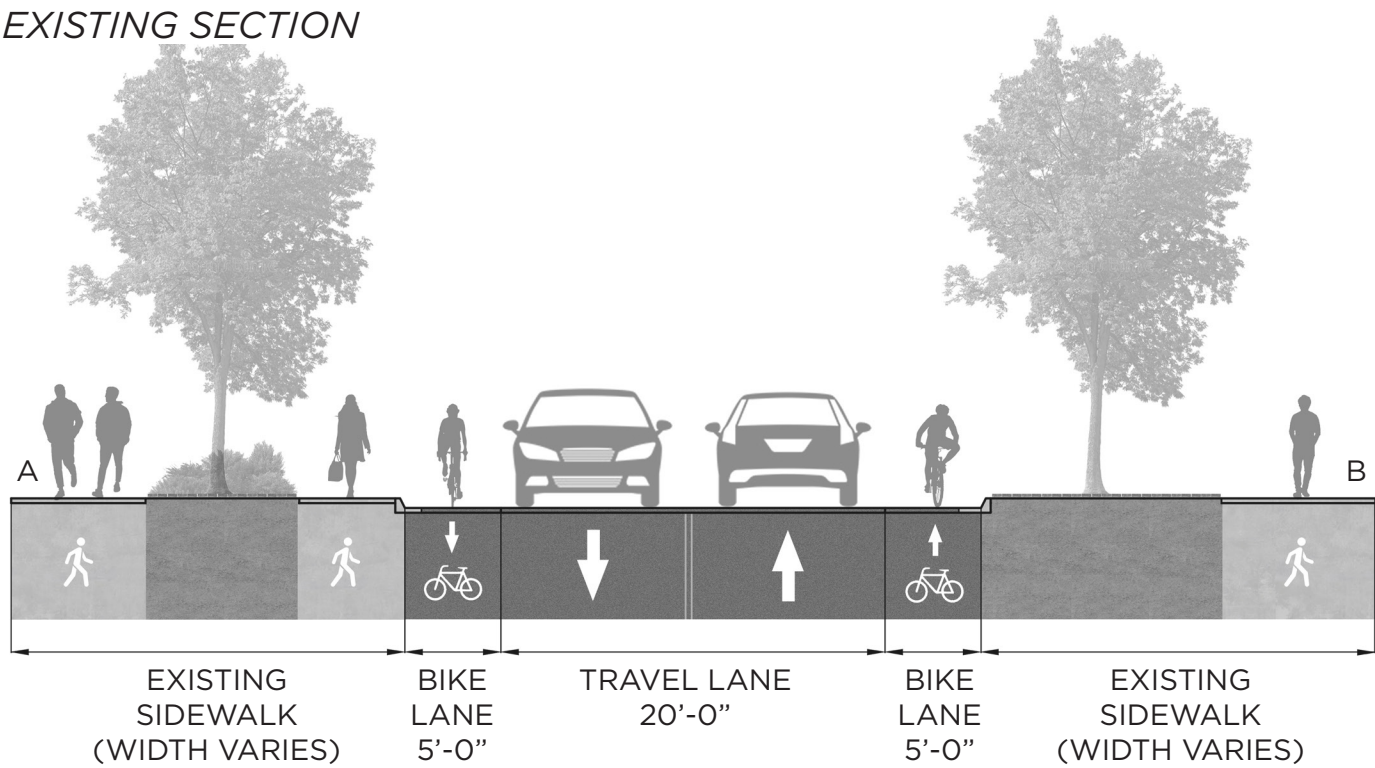 EXISTING SECTION
A
B
EXISTING
SIDEWALK
(WIDTH VARIES)
BIKE
LANE
5’-0”
TRAVEL LANE
20’-0”
BIKE
LANE
5’-0”
EXISTING
SIDEWALK
(WIDTH VARIES)